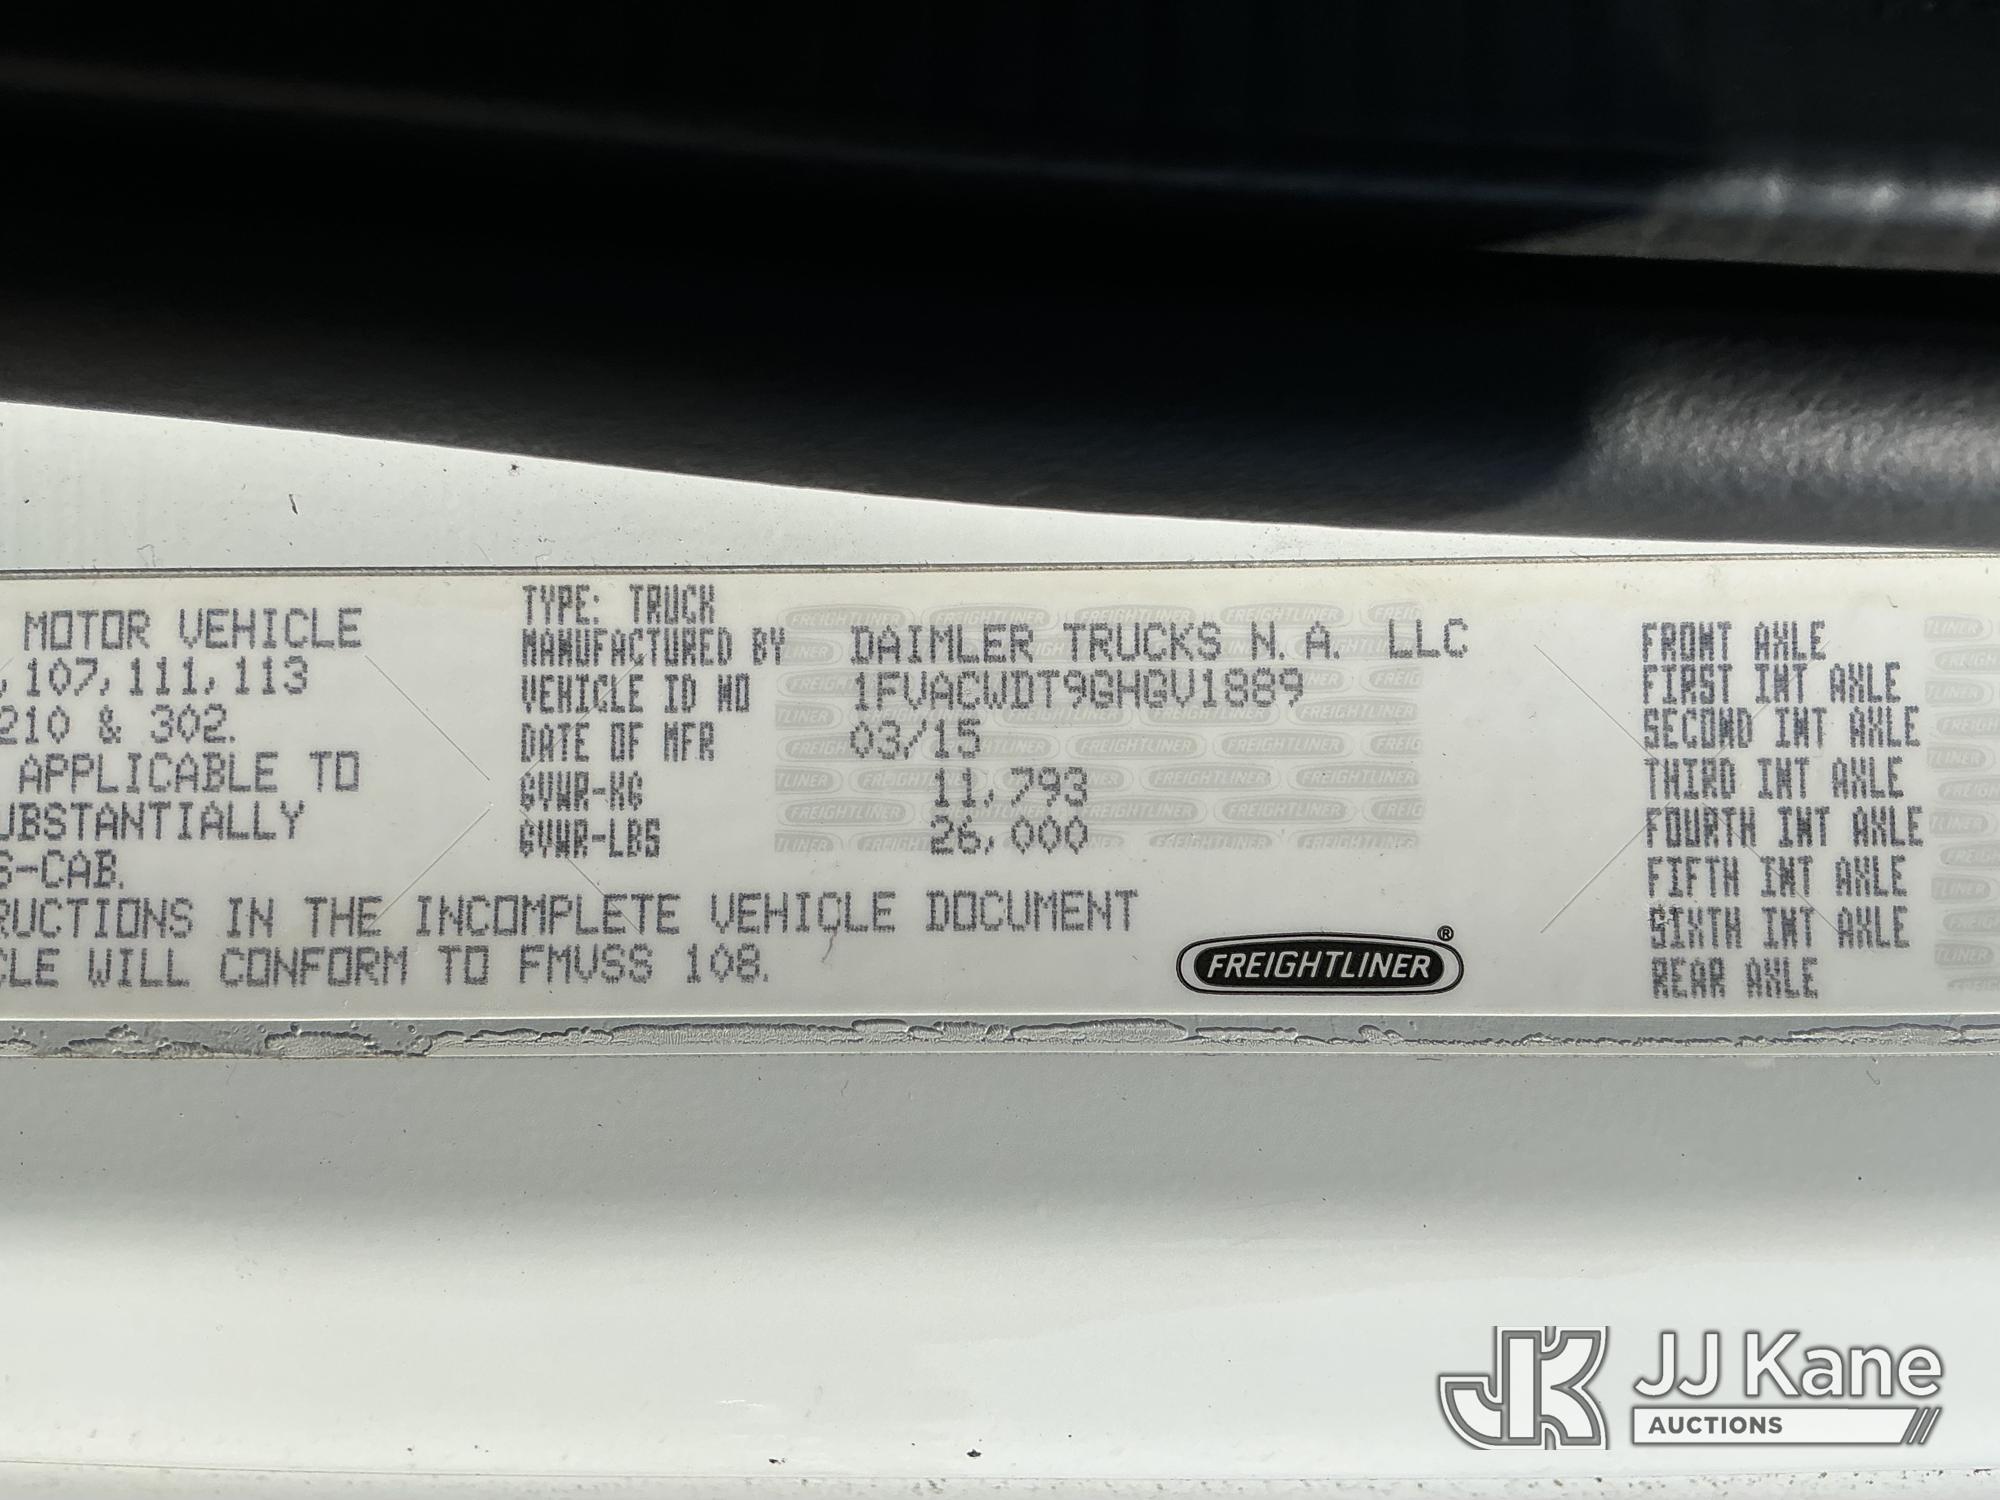 MOTOR VEHICLE
, 107, 111, 113
210 & 302.
APPLICABLE TO
UBSTANTIALLY
S-CAB.
RUCTIONS IN THE INCOMPLETE VEHICLE DOCUMENT
CLE WILL CONFORM TO FMVSS 108.
TYPE: TRUCK
MANUFACTURED BY DAIMLER TRUCKS N. A. LLC
VEHICLE ID NO 1FVACWDT9GHGV1889
DATE OF MFR 03/15
GVWR-KG 11,793
GVWR-LBS 26,000
FREIGHTLINER®
FRONT AXLE
FIRST INT AXLE
SECOND INT AXLE
THIRD INT AXLE
FOURTH INT AXLE
FIFTH INT AXLE
SIXTH INT AXLE
REAR AXLE
JK JJ Kane
AUCTIONS